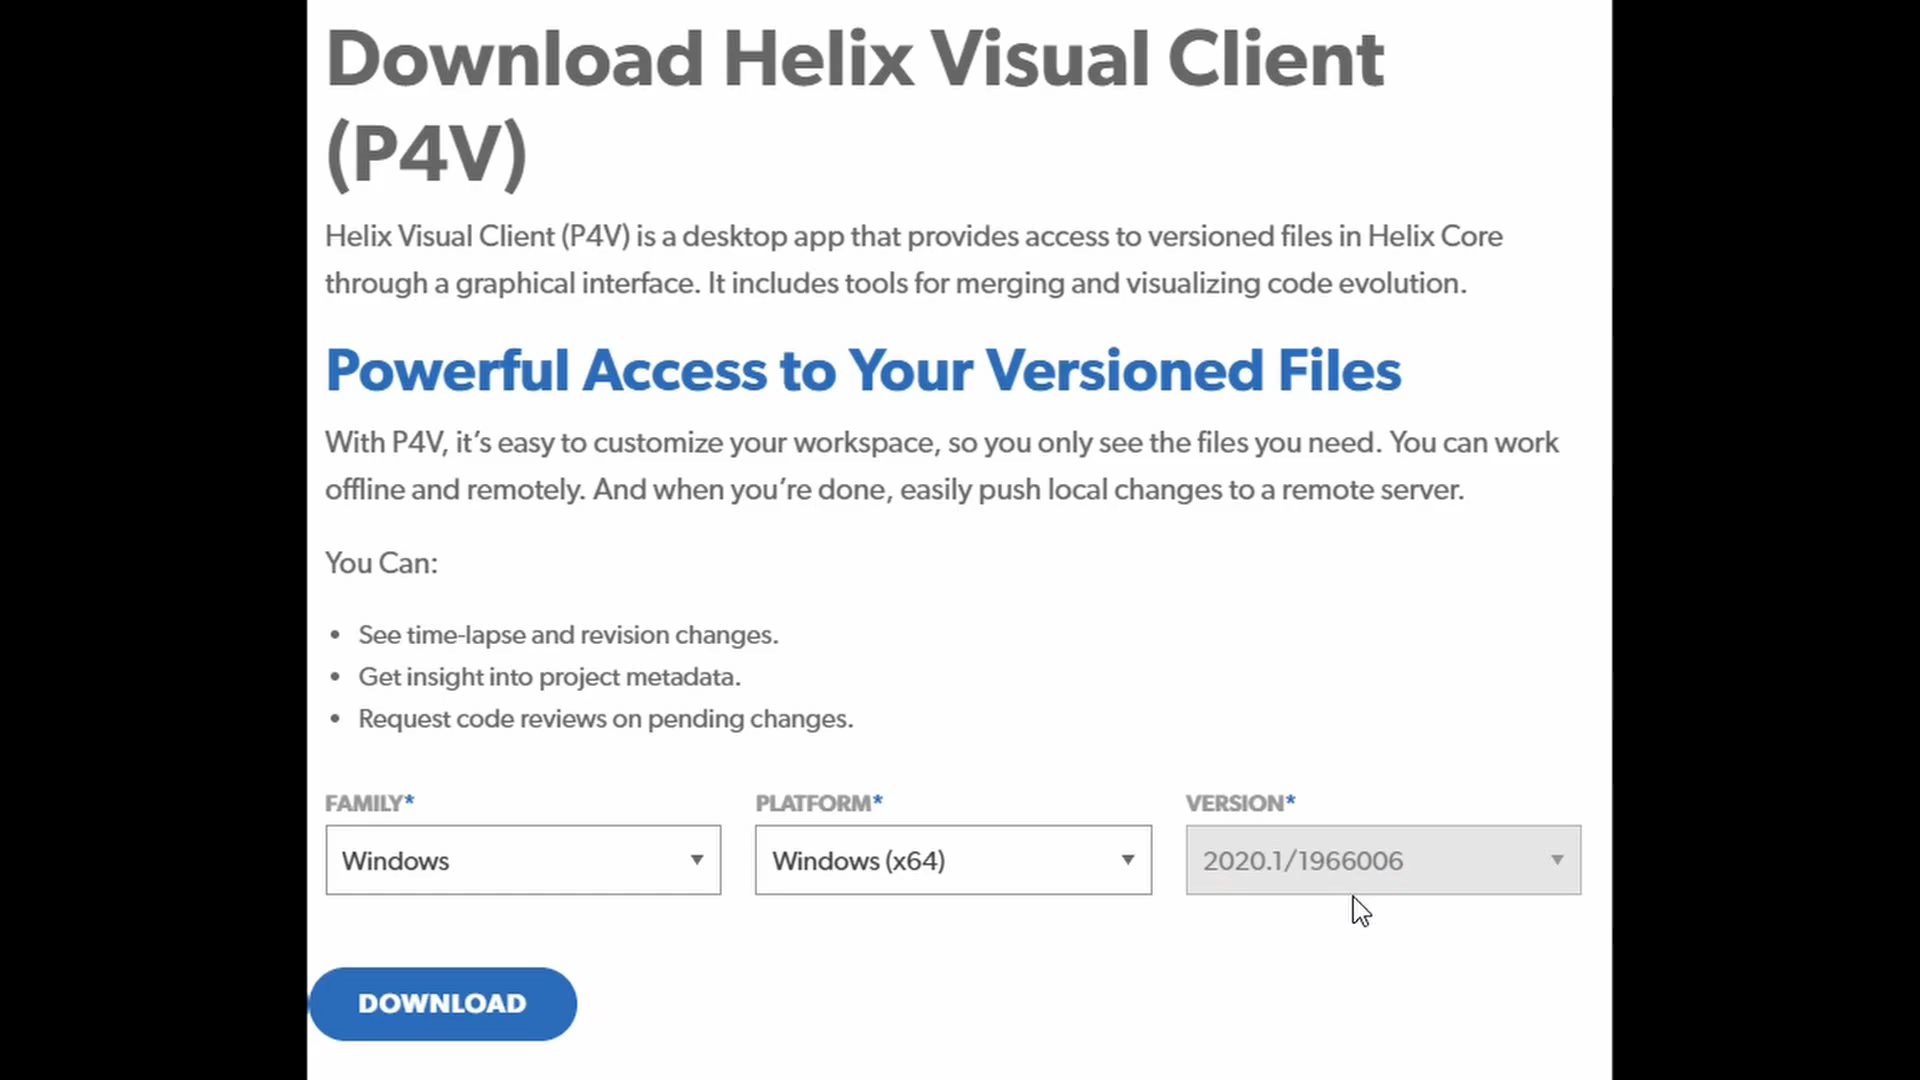 Download Helix Visual Client
(P4V)
Helix Visual Client (P4V) is a desktop app that provides access to versioned files in Helix Core
through a graphical interface. It includes tools for merging and visualizing code evolution.
Powerful Access to Your Versioned Files
With P4V, it’s easy to customize your workspace, so you only see the files you need. You can work
offline and remotely. And when you’re done, easily push local changes to a remote server.
You Can:
• See time-lapse and revision changes.
• Get insight into project metadata.
• Request code reviews on pending changes.
FAMILY* PLATFORM* VERSION*
Windows Windows (x64) 2020.1/1966006
DOWNLOAD